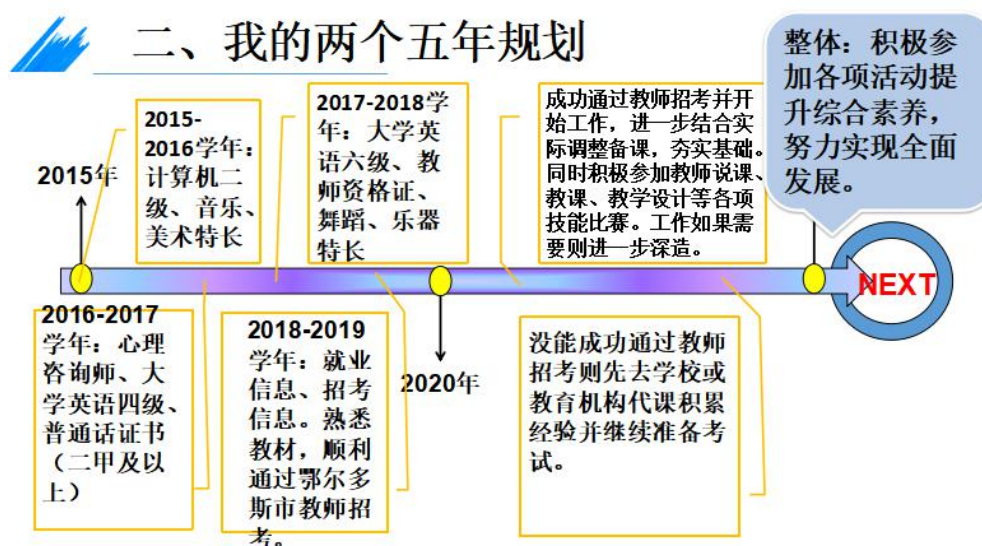 二、我的两个五年规划
整体：积极参
加各项活动提
升综合素养，
努力实现全面
发展。
2015年
2015-
2016学年：
计算机二
级、音乐、
美术特长
2017-2018学
年：大学英
语六级、教
师资格证、
舞蹈、乐器
特长
成功通过教师招考并开
始工作，进一步结合实
际调整备课，夯实基础。
同时积极参加教师说课、
教课、教学设计等各项
技能比赛。工作如果需
要则进一步深造。
NEXT
2016-2017
学年：心理
咨询师、大
学英语四级、
普通话证书
（二甲及以
上）
2018-2019
学年：就业
信息、招考
信息。熟悉
教材，顺利
通过鄂尔多
斯市教师招
考。
2020年
没能成功通过教师
招考则先去学校或
教育机构代课积累
经验并继续准备考
试。